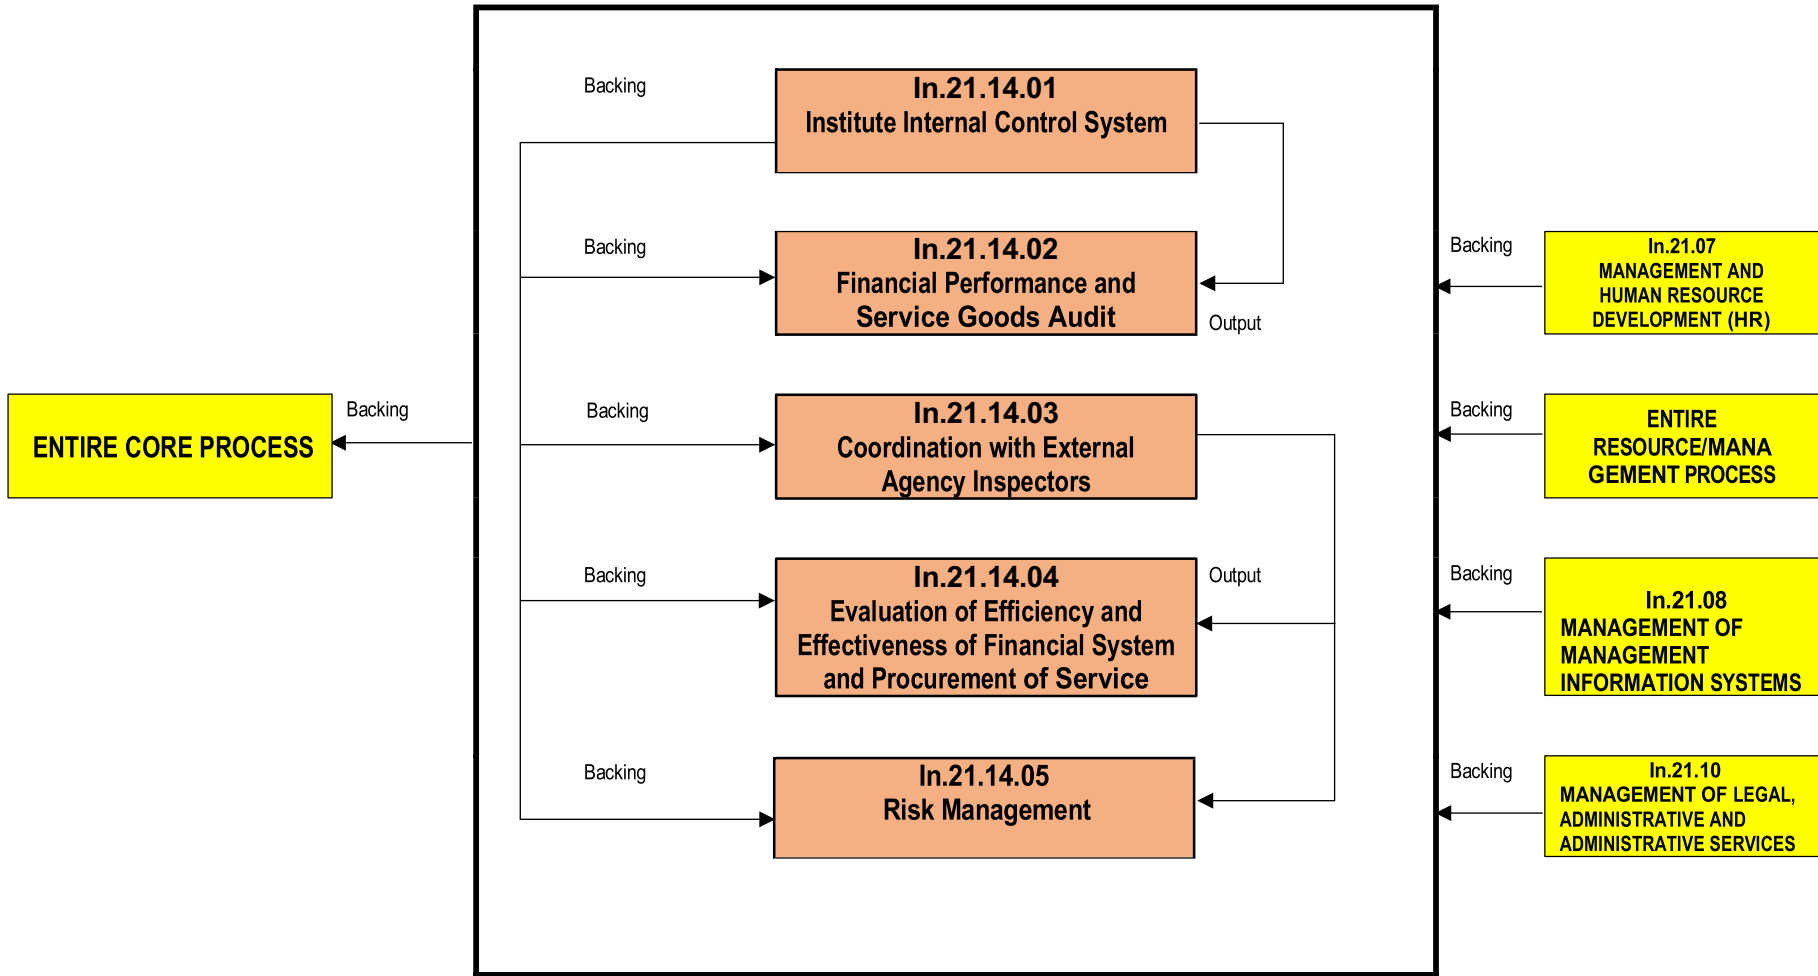 Backing
In.21.14.01
Institute Internal Control System
Backing
In.21.14.02
Financial Performance and
Service Goods Audit
Output
Backing
In.21.07
MANAGEMENT AND
HUMAN RESOURCE
DEVELOPMENT (HR)
ENTIRE CORE PROCESS
Backing
Backing
In.21.14.03
Coordination with External
Agency Inspectors
Backing
ENTIRE
RESOURCE/MANA
GEMENT PROCESS
Backing
In.21.14.04
Evaluation of Efficiency and
Effectiveness of Financial System
and Procurement of Service
Output
Backing
In.21.08
MANAGEMENT OF
MANAGEMENT
INFORMATION SYSTEMS
Backing
In.21.14.05
Risk Management
Backing
In.21.10
MANAGEMENT OF LEGAL,
ADMINISTRATIVE AND
ADMINISTRATIVE SERVICES